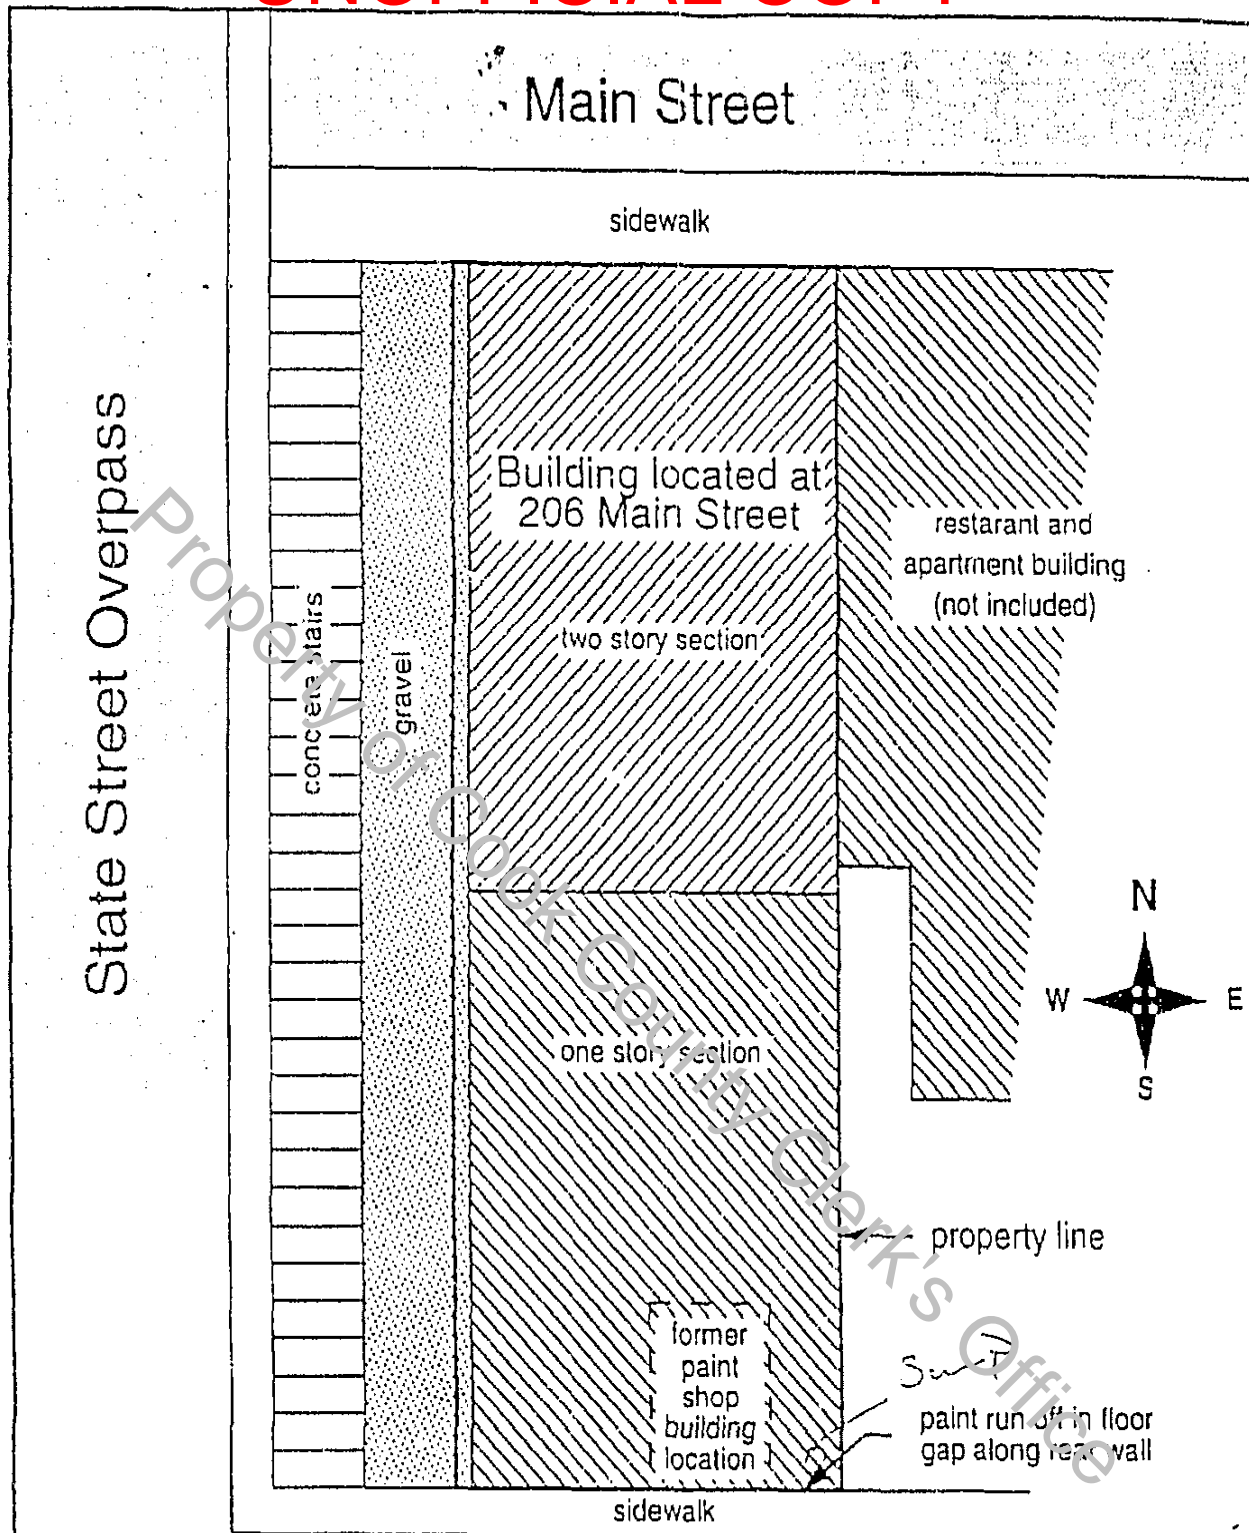 Main Street
sidewalk
State Street Overpass
concrete stairs
gravel
Building located at
206 Main Street
two story section
restarant and
apartment building
(not included)
N
W E
S
one story section
property line
former
paint
shop
building
location
paint run off in floor
gap along rear wall
sidewalk
Property of Cook County Clerk's Office